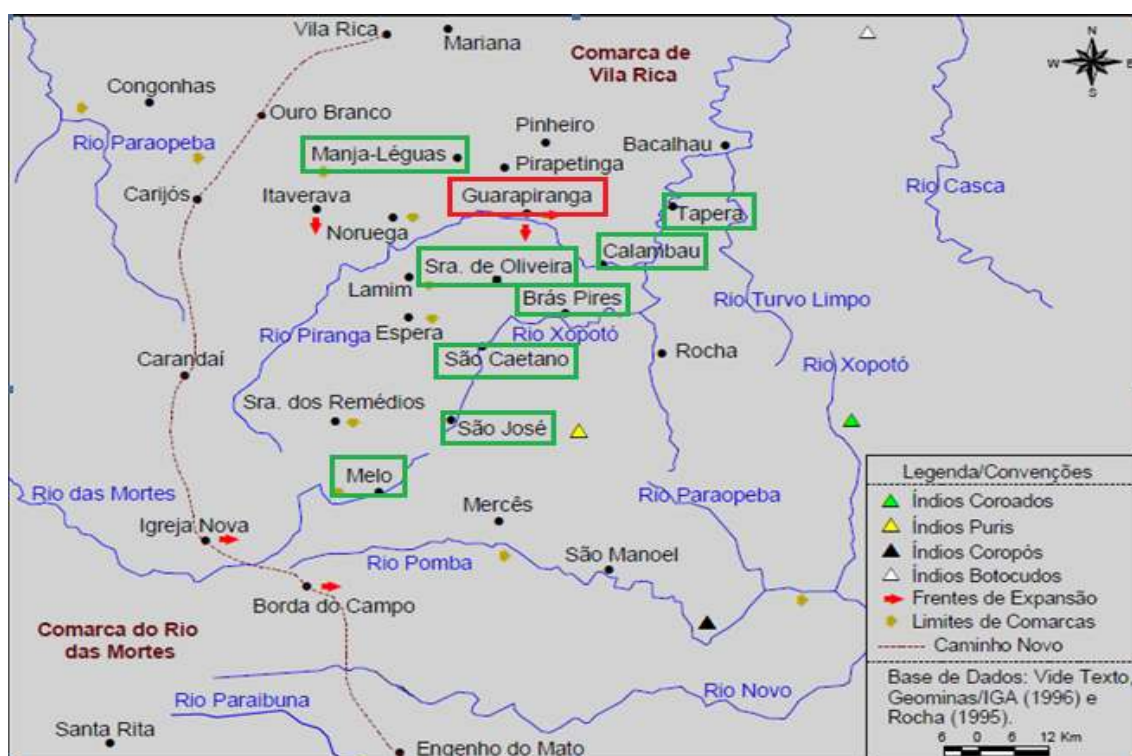 Vila Rica
Mariana
Comarca de
Vila Rica
N
W
E
S
Congonhas
Ouro Branco
Rio Paraopeba
Pinheiro
Bacalhau
Manja-Léguas
Pirapetinga
Rio Casca
Carijós
Itaverava
Guarapiranga
Tapera
Noruega
Calambau
Sra. de Oliveira
Lamim
Brás Pires
Rio Turvo Limpo
Rio Piranga
Espera
Rio Xopotó
Rocha
Carandaí
São Caetano
Rio Xopotó
Sra. dos Remédios
São José
Melo
Rio das Mortes
Mercês
Rio Paraopeba
Igreja Nova
Rio Pomba
São Manoel
Borda do Campo
Comarca do Rio
das Mortes
Rio Paraibuna
Rio Novo
Santa Rita
Engenho do Mato
Legenda/Convenções
Índios Coroados
Índios Puris
Índios Coropós
Índios Botocudos
Frentes de Expansão
Limites de Comarcas
Caminho Novo
Base de Dados: Vide Texto,
Geominas/IGA (1996) e
Rocha (1995).
6 0 6 12 Km